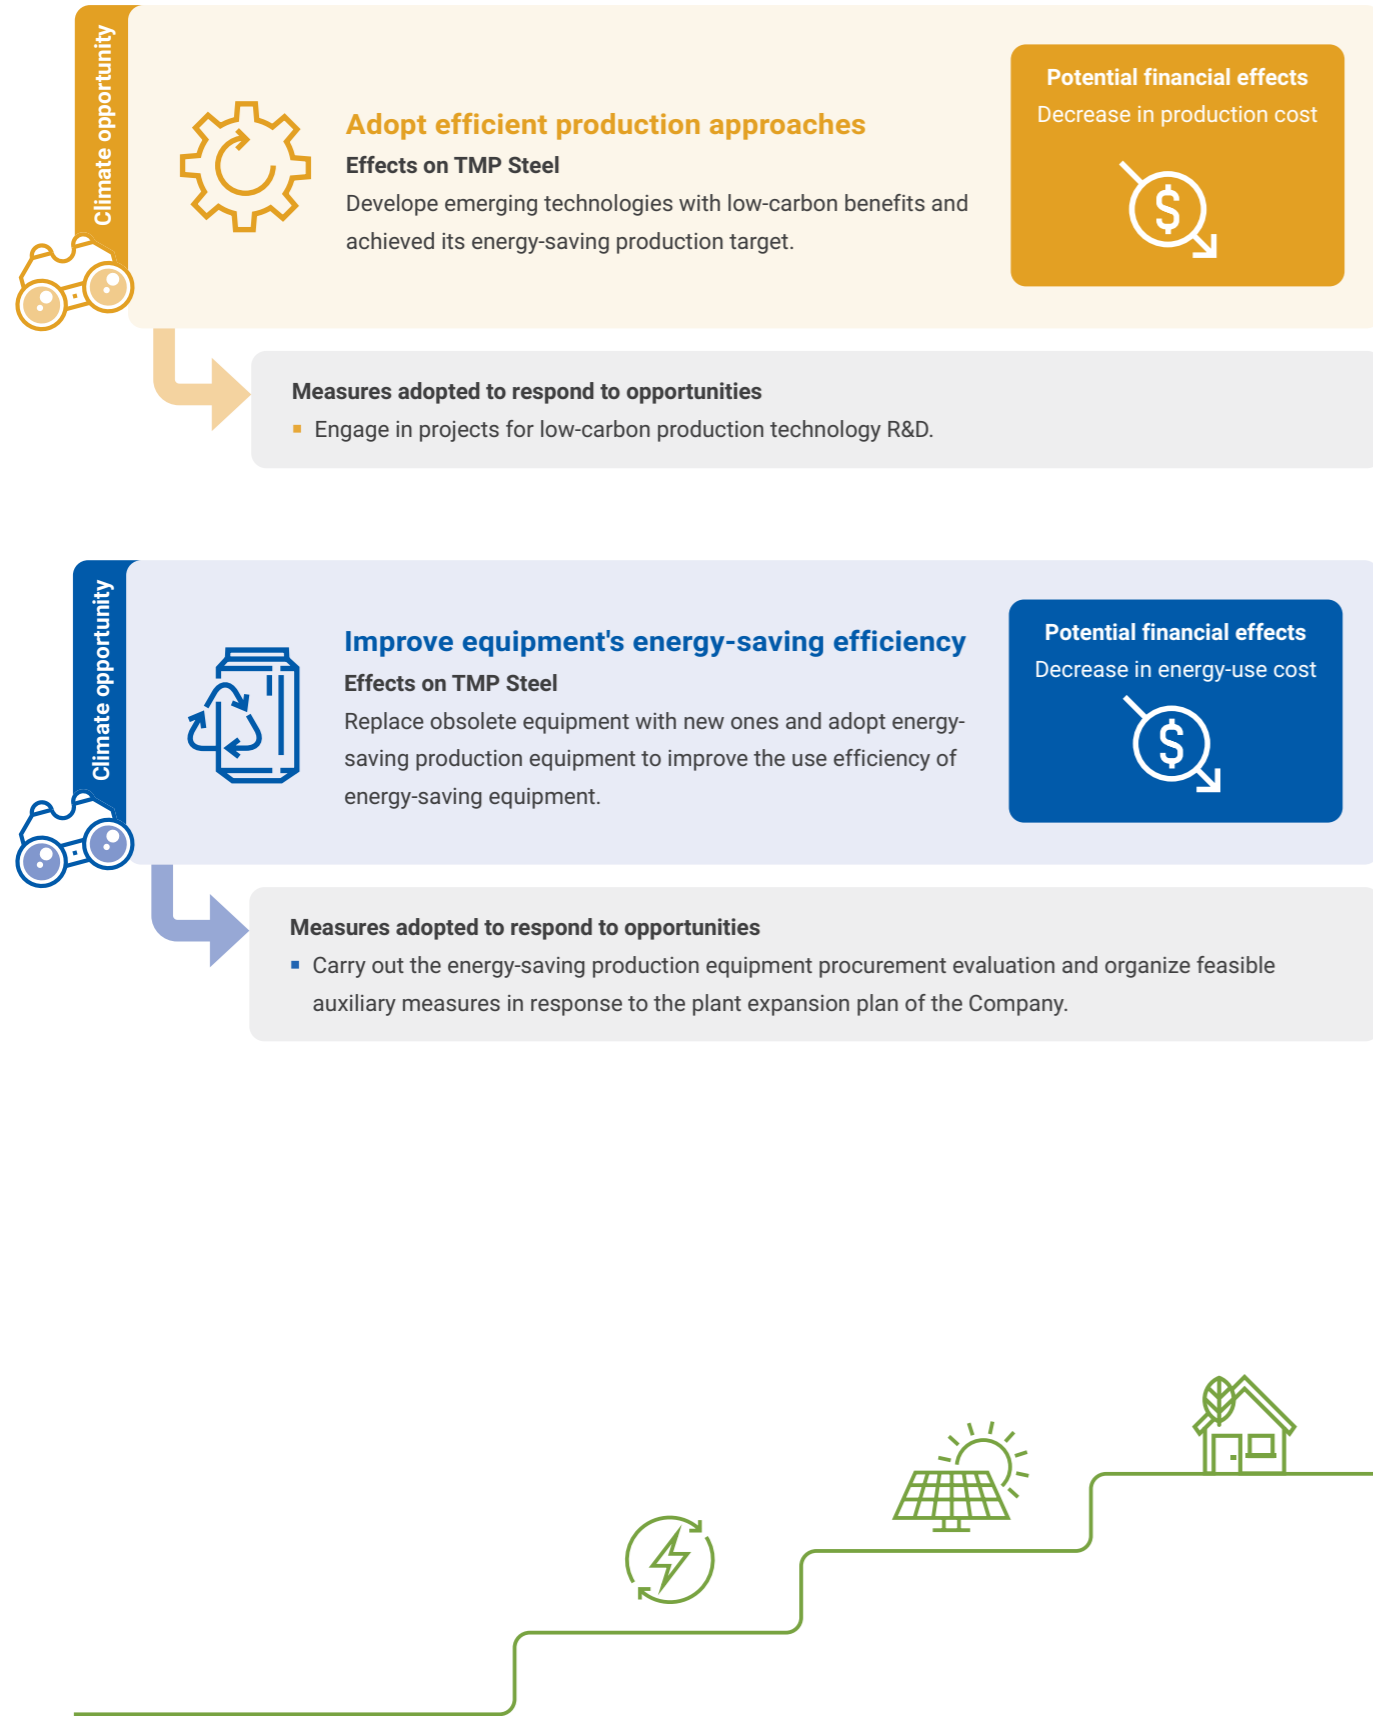 Climate opportunity
Adopt efficient production approaches
Effects on TMP Steel
Develope emerging technologies with low-carbon benefits and
achieved its energy-saving production target.
Potential financial effects
Decrease in production cost
$
Measures adopted to respond to opportunities
▪ Engage in projects for low-carbon production technology R&D.
Climate opportunity
Improve equipment's energy-saving efficiency
Effects on TMP Steel
Replace obsolete equipment with new ones and adopt energy-
saving production equipment to improve the use efficiency of
energy-saving equipment.
Potential financial effects
Decrease in energy-use cost
$
Measures adopted to respond to opportunities
▪ Carry out the energy-saving production equipment procurement evaluation and organize feasible
auxiliary measures in response to the plant expansion plan of the Company.